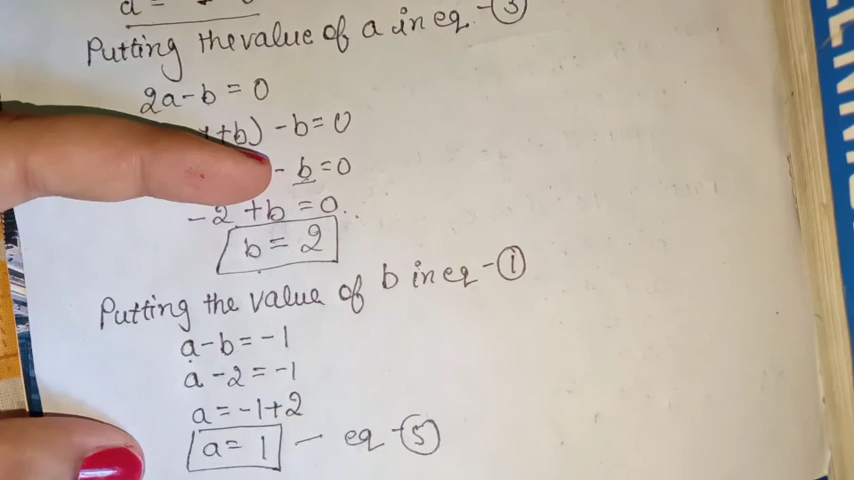 a =
Putting the value of a in eq - ③
2a - b = 0
+b) - b = 0
- b = 0
- 2 + b = 0
b = 2
Putting the value of b in eq - ①
a - b = -1
a - 2 = -1
a = -1 + 2
a = 1 — eq - ⑤